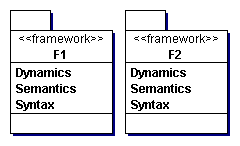 <<framework>>
F1
Dynamics
Semantics
Syntax
<<framework>>
F2
Dynamics
Semantics
Syntax